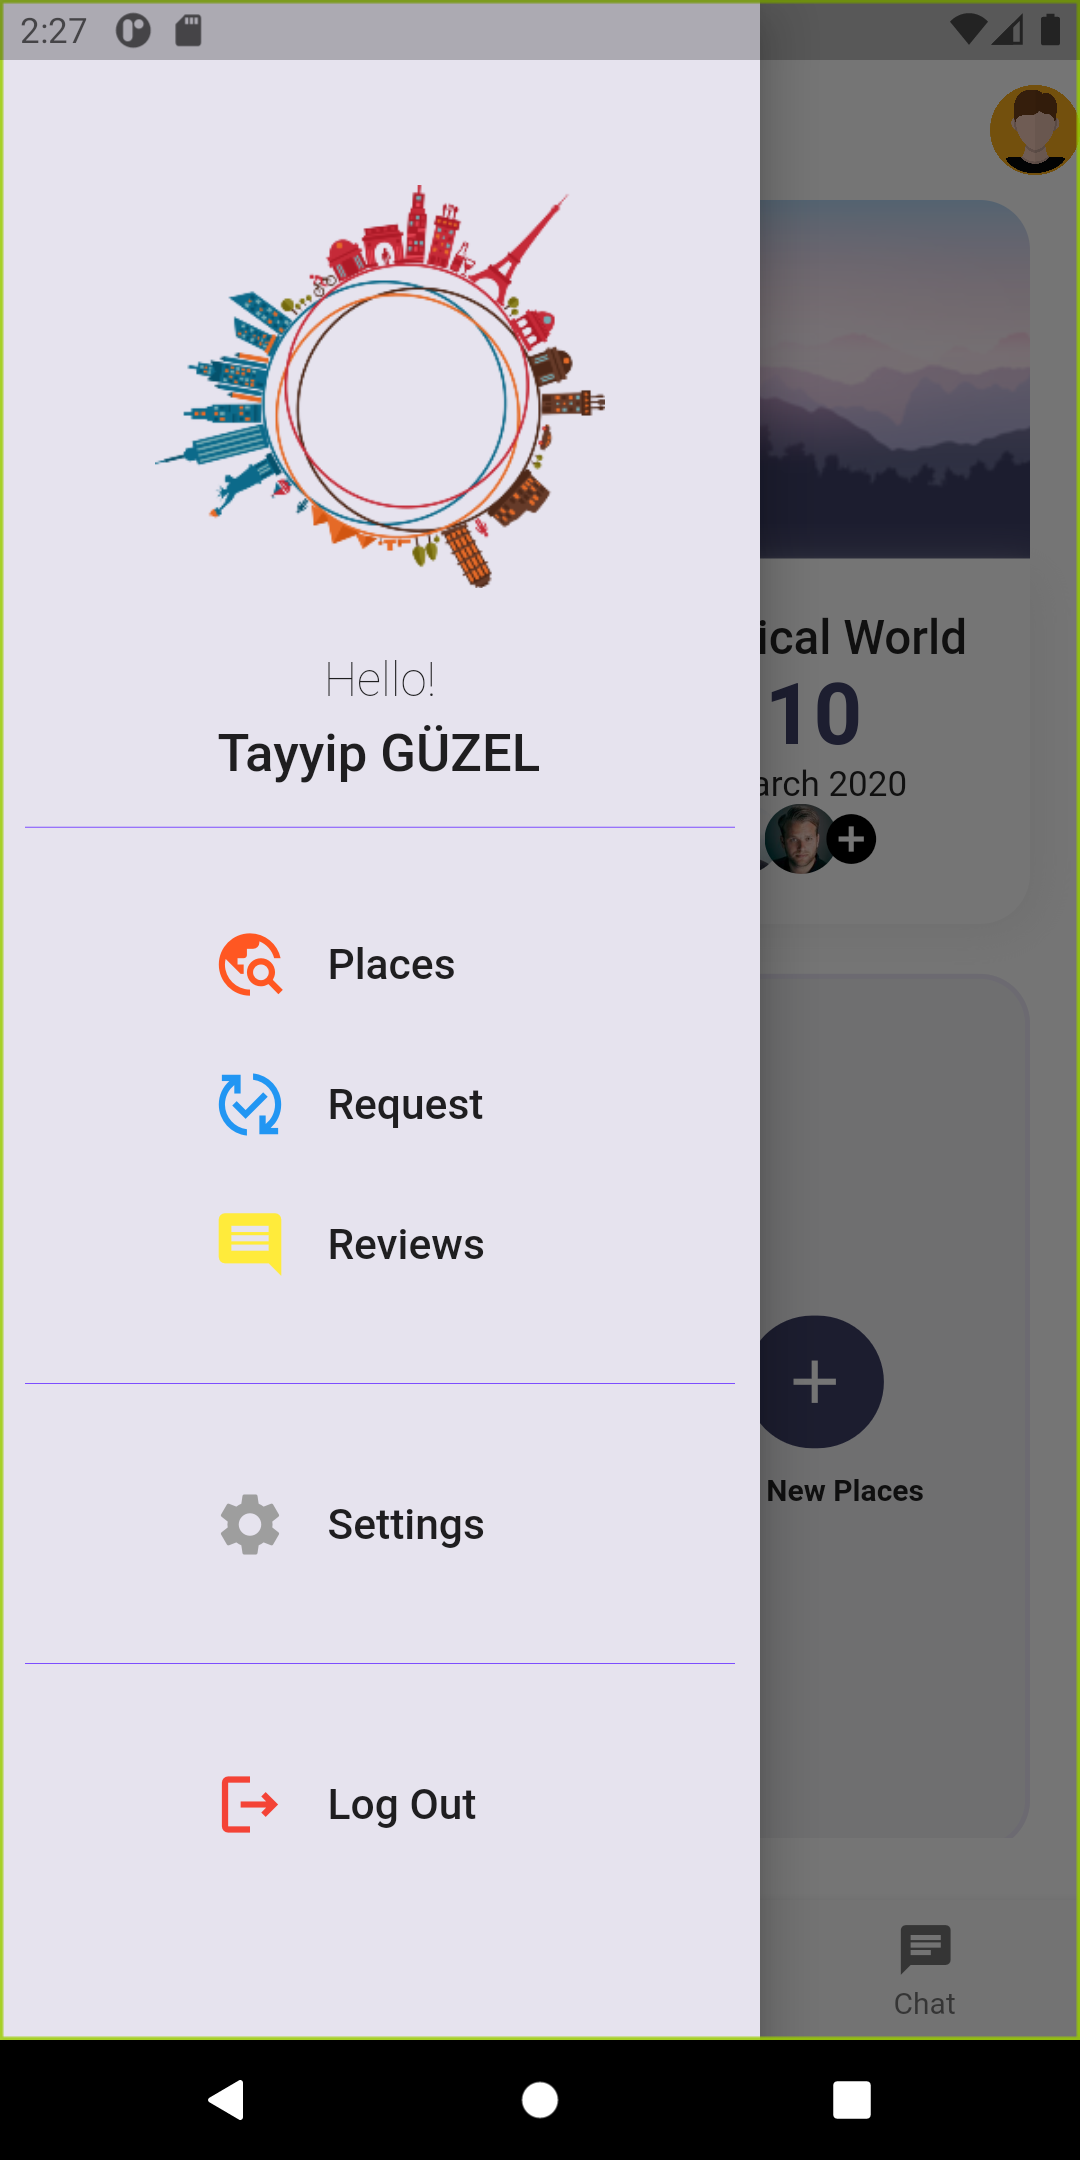 2:27
Hello!
Tayyip GÜZEL
Places
Request
Reviews
Settings
Log Out
ical World
10
arch 2020
New Places
Chat